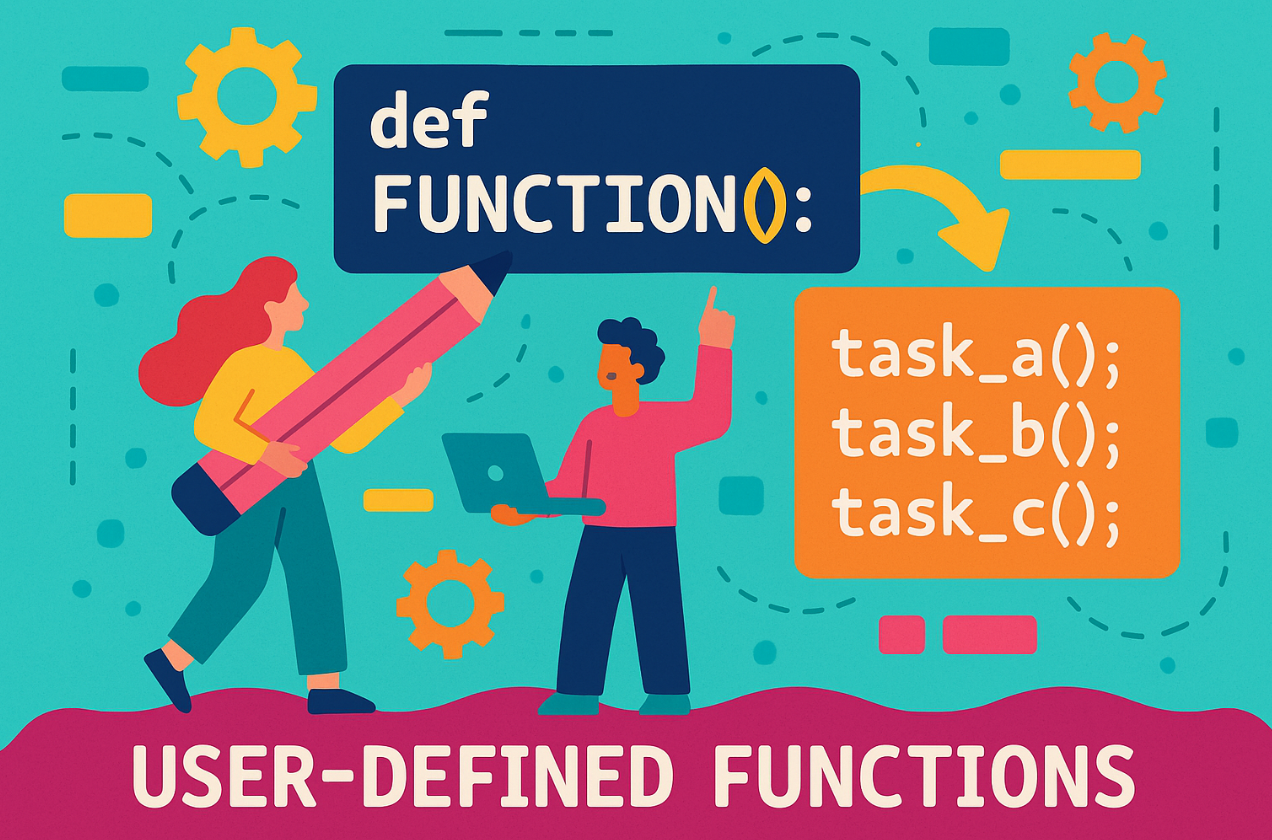 def
FUNCTION():
task_a();
task_b();
task_c();
USER-DEFINED FUNCTIONS